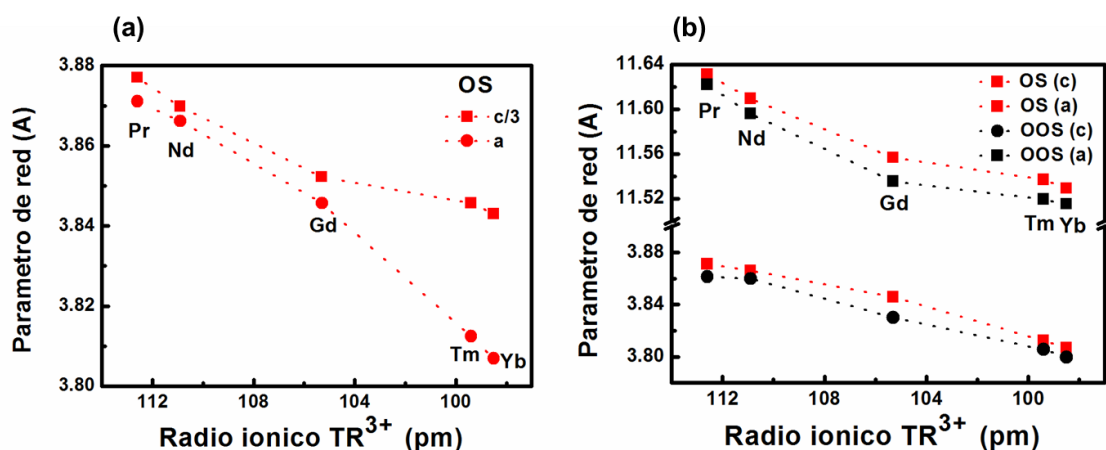 (a)
3.88
3.86
3.84
3.82
3.80
Parametro de red (A)
OS
c/3
a
Pr
Nd
Gd
Tm
Yb
112
108
104
100
Radio ionico TR³⁺ (pm)
(b)
11.64
11.60
11.56
11.52
3.88
3.84
3.80
Parametro de red (A)
OS (c)
OS (a)
OOS (c)
OOS (a)
Pr
Nd
Gd
Tm
Yb
112
108
104
100
Radio ionico TR³⁺ (pm)